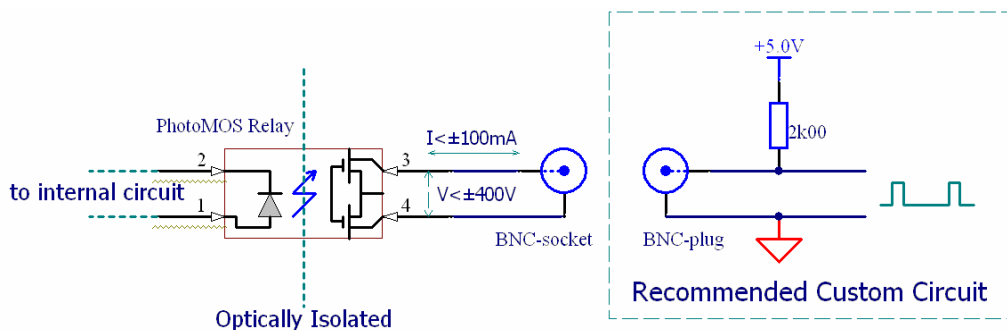 +5.0V
PhotoMOS Relay
I<±100mA
2k00
2
3
to internal circuit
V<±400V
1
4
BNC-socket
BNC-plug
Recommended Custom Circuit
Optically Isolated